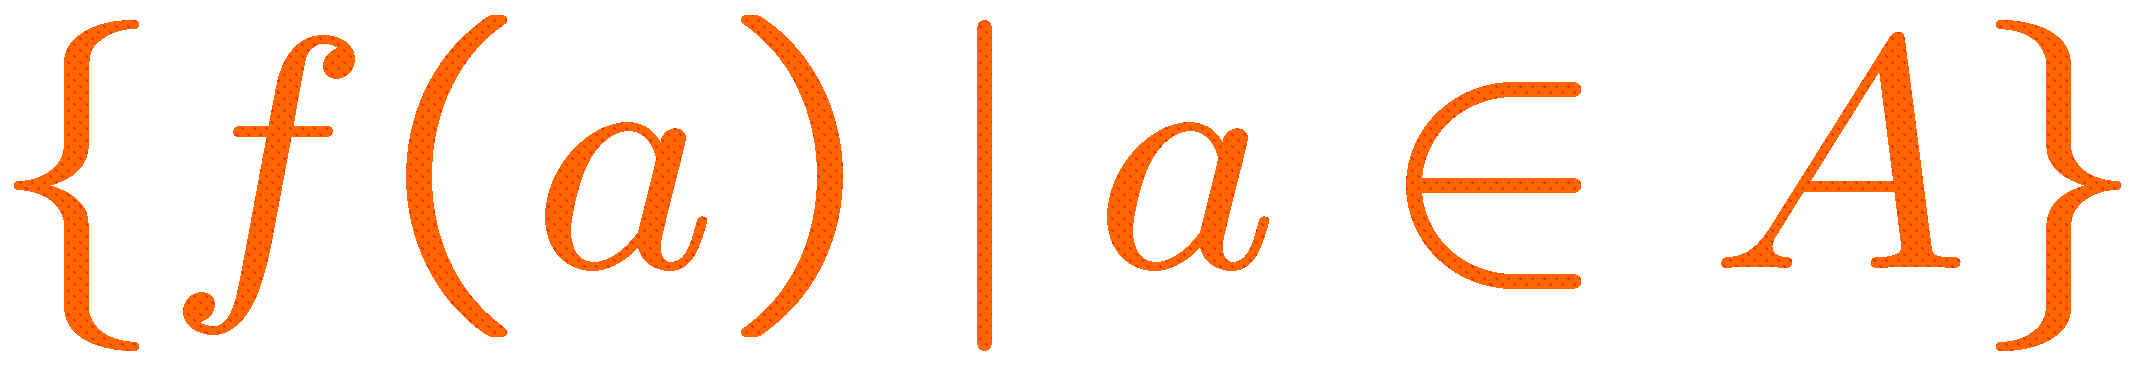 {f(a) | a ∈ A}